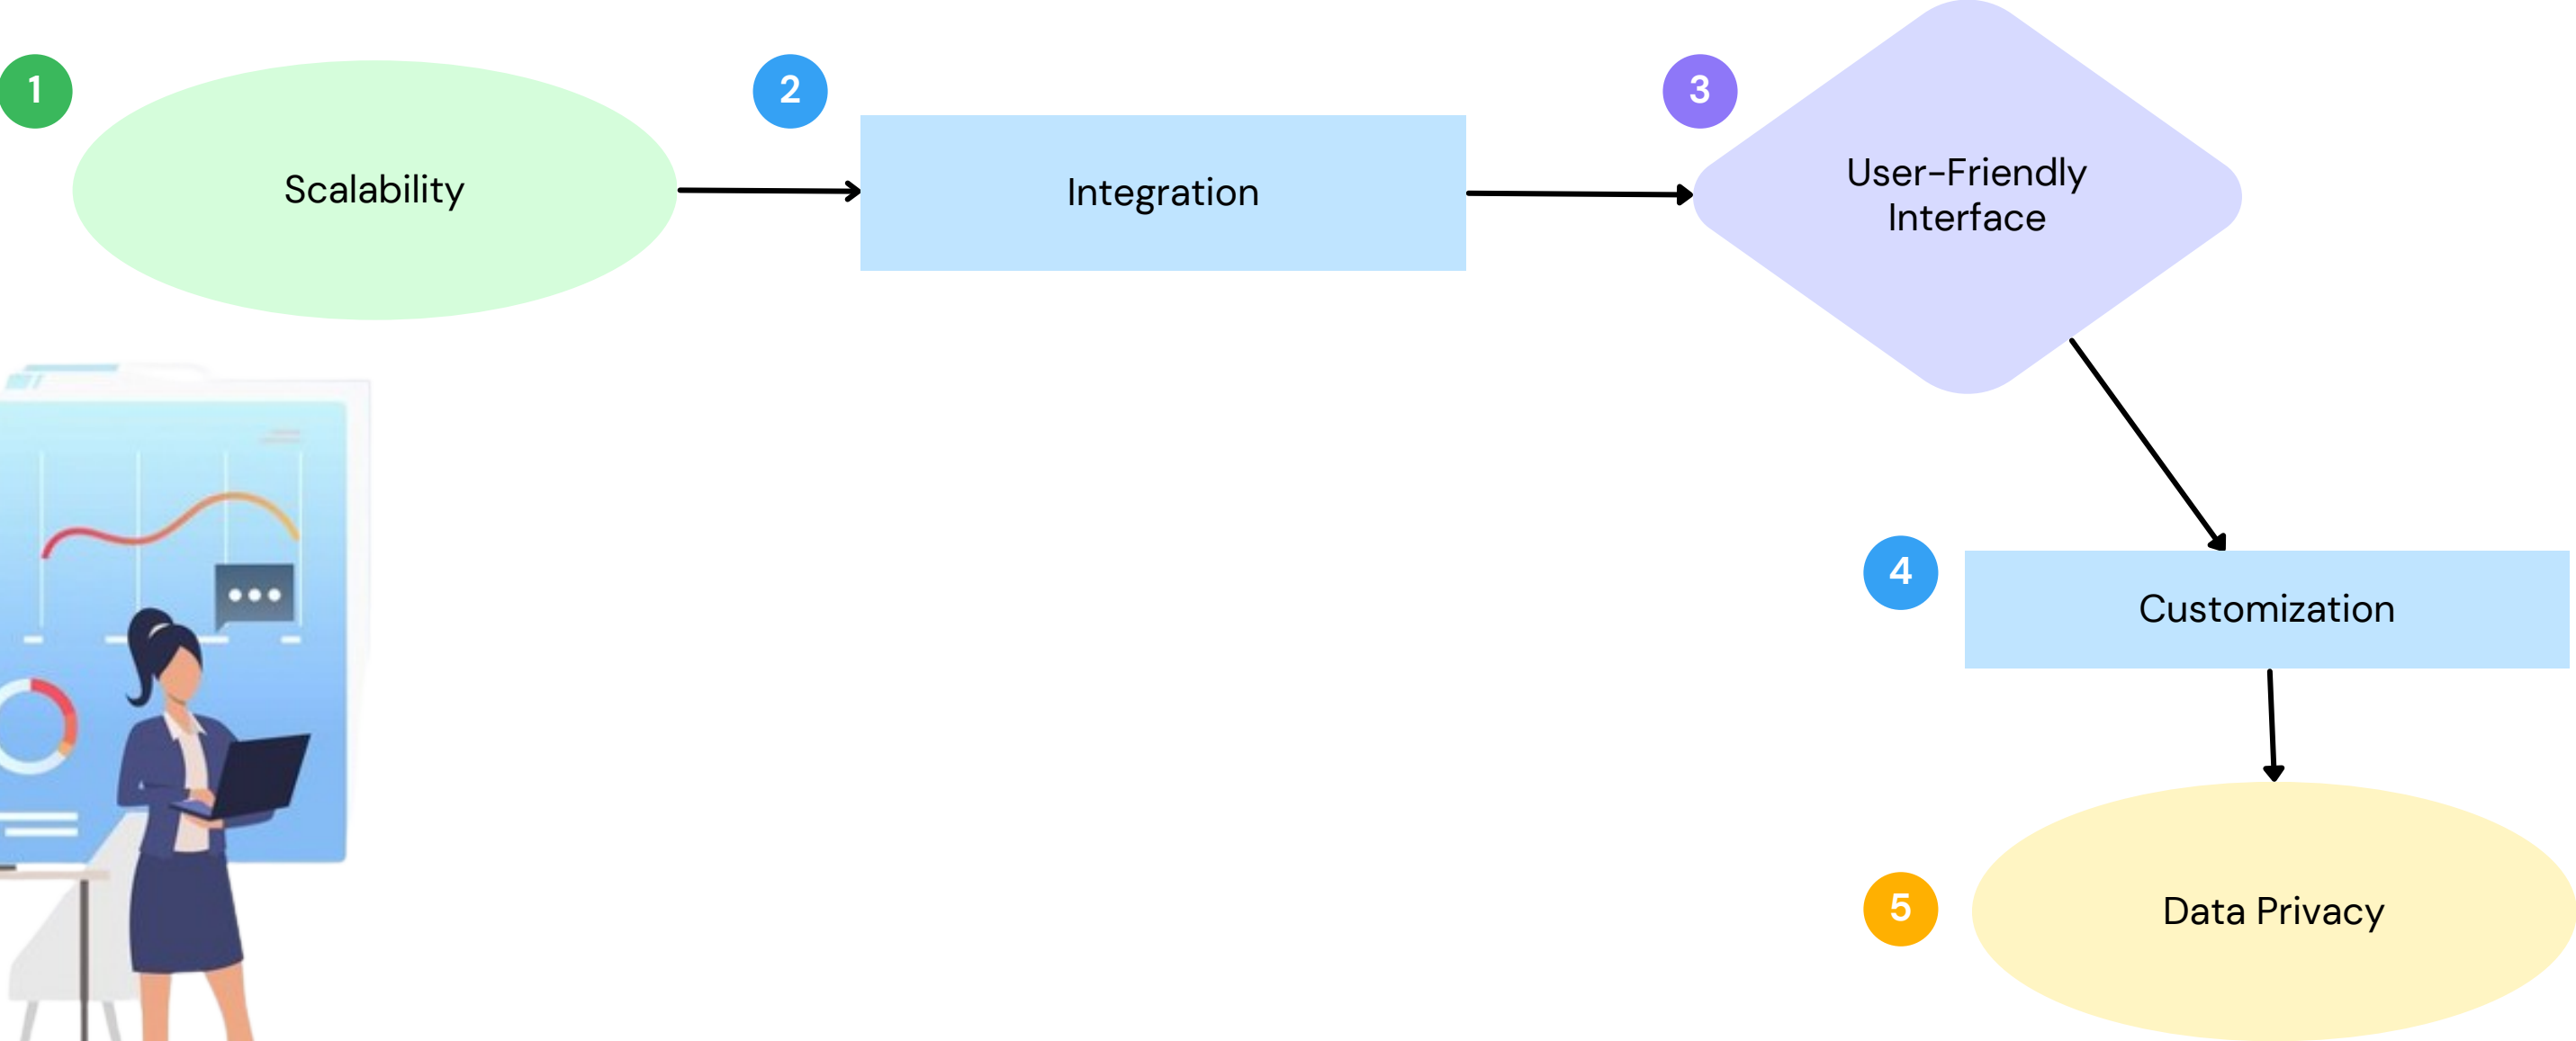 1
Scalability
2
Integration
3
User-Friendly
Interface
4
Customization
5
Data Privacy